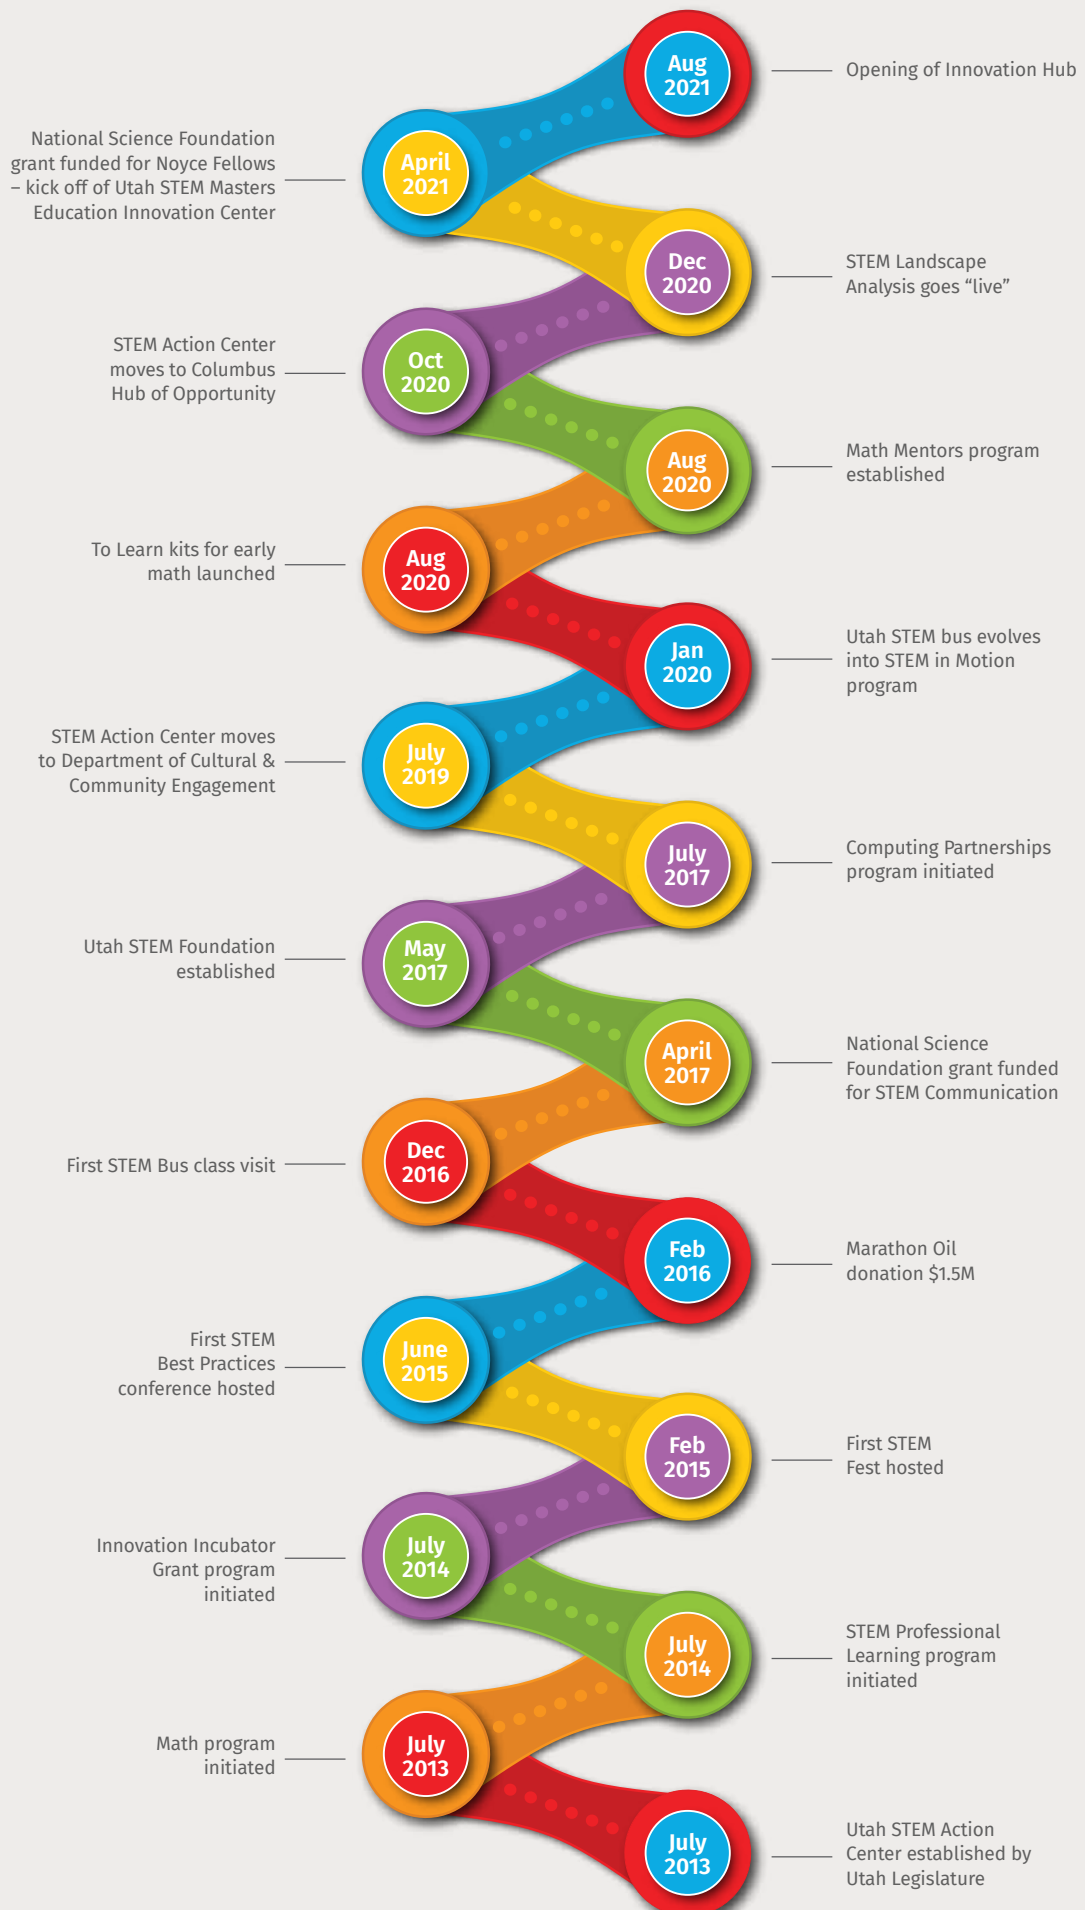 Aug
2021
Opening of Innovation Hub
National Science Foundation
grant funded for Noyce Fellows
– kick off of Utah STEM Masters
Education Innovation Center
April
2021
Dec
2020
STEM Landscape
Analysis goes “live”
STEM Action Center
moves to Columbus
Hub of Opportunity
Oct
2020
Aug
2020
Math Mentors program
established
To Learn kits for early
math launched
Aug
2020
Jan
2020
Utah STEM bus evolves
into STEM in Motion
program
STEM Action Center moves
to Department of Cultural &
Community Engagement
July
2019
July
2017
Computing Partnerships
program initiated
Utah STEM Foundation
established
May
2017
April
2017
National Science
Foundation grant funded
for STEM Communication
First STEM Bus class visit
Dec
2016
Feb
2016
Marathon Oil
donation $1.5M
First STEM
Best Practices
conference hosted
June
2015
Feb
2015
First STEM
Fest hosted
Innovation Incubator
Grant program
initiated
July
2014
July
2014
STEM Professional
Learning program
initiated
Math program
initiated
July
2013
July
2013
Utah STEM Action
Center established by
Utah Legislature